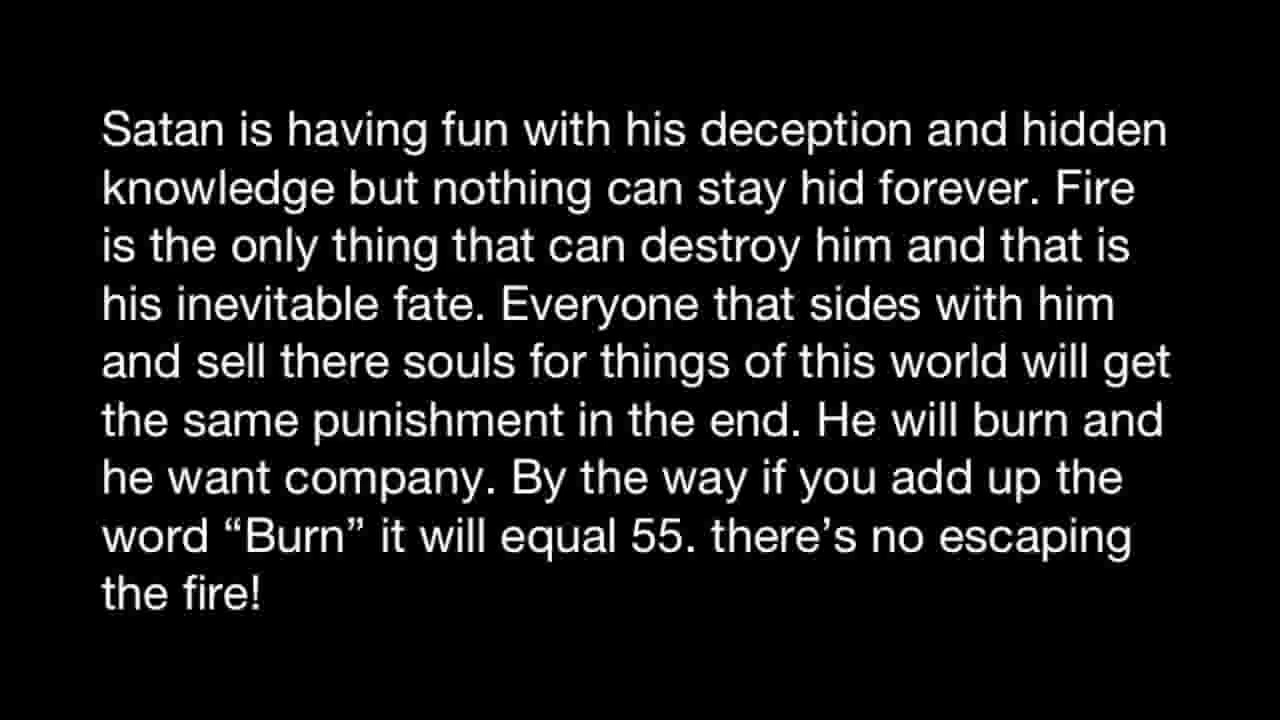 Satan is having fun with his deception and hidden
knowledge but nothing can stay hid forever. Fire
is the only thing that can destroy him and that is
his inevitable fate. Everyone that sides with him
and sell there souls for things of this world will get
the same punishment in the end. He will burn and
he want company. By the way if you add up the
word “Burn” it will equal 55. there’s no escaping
the fire!